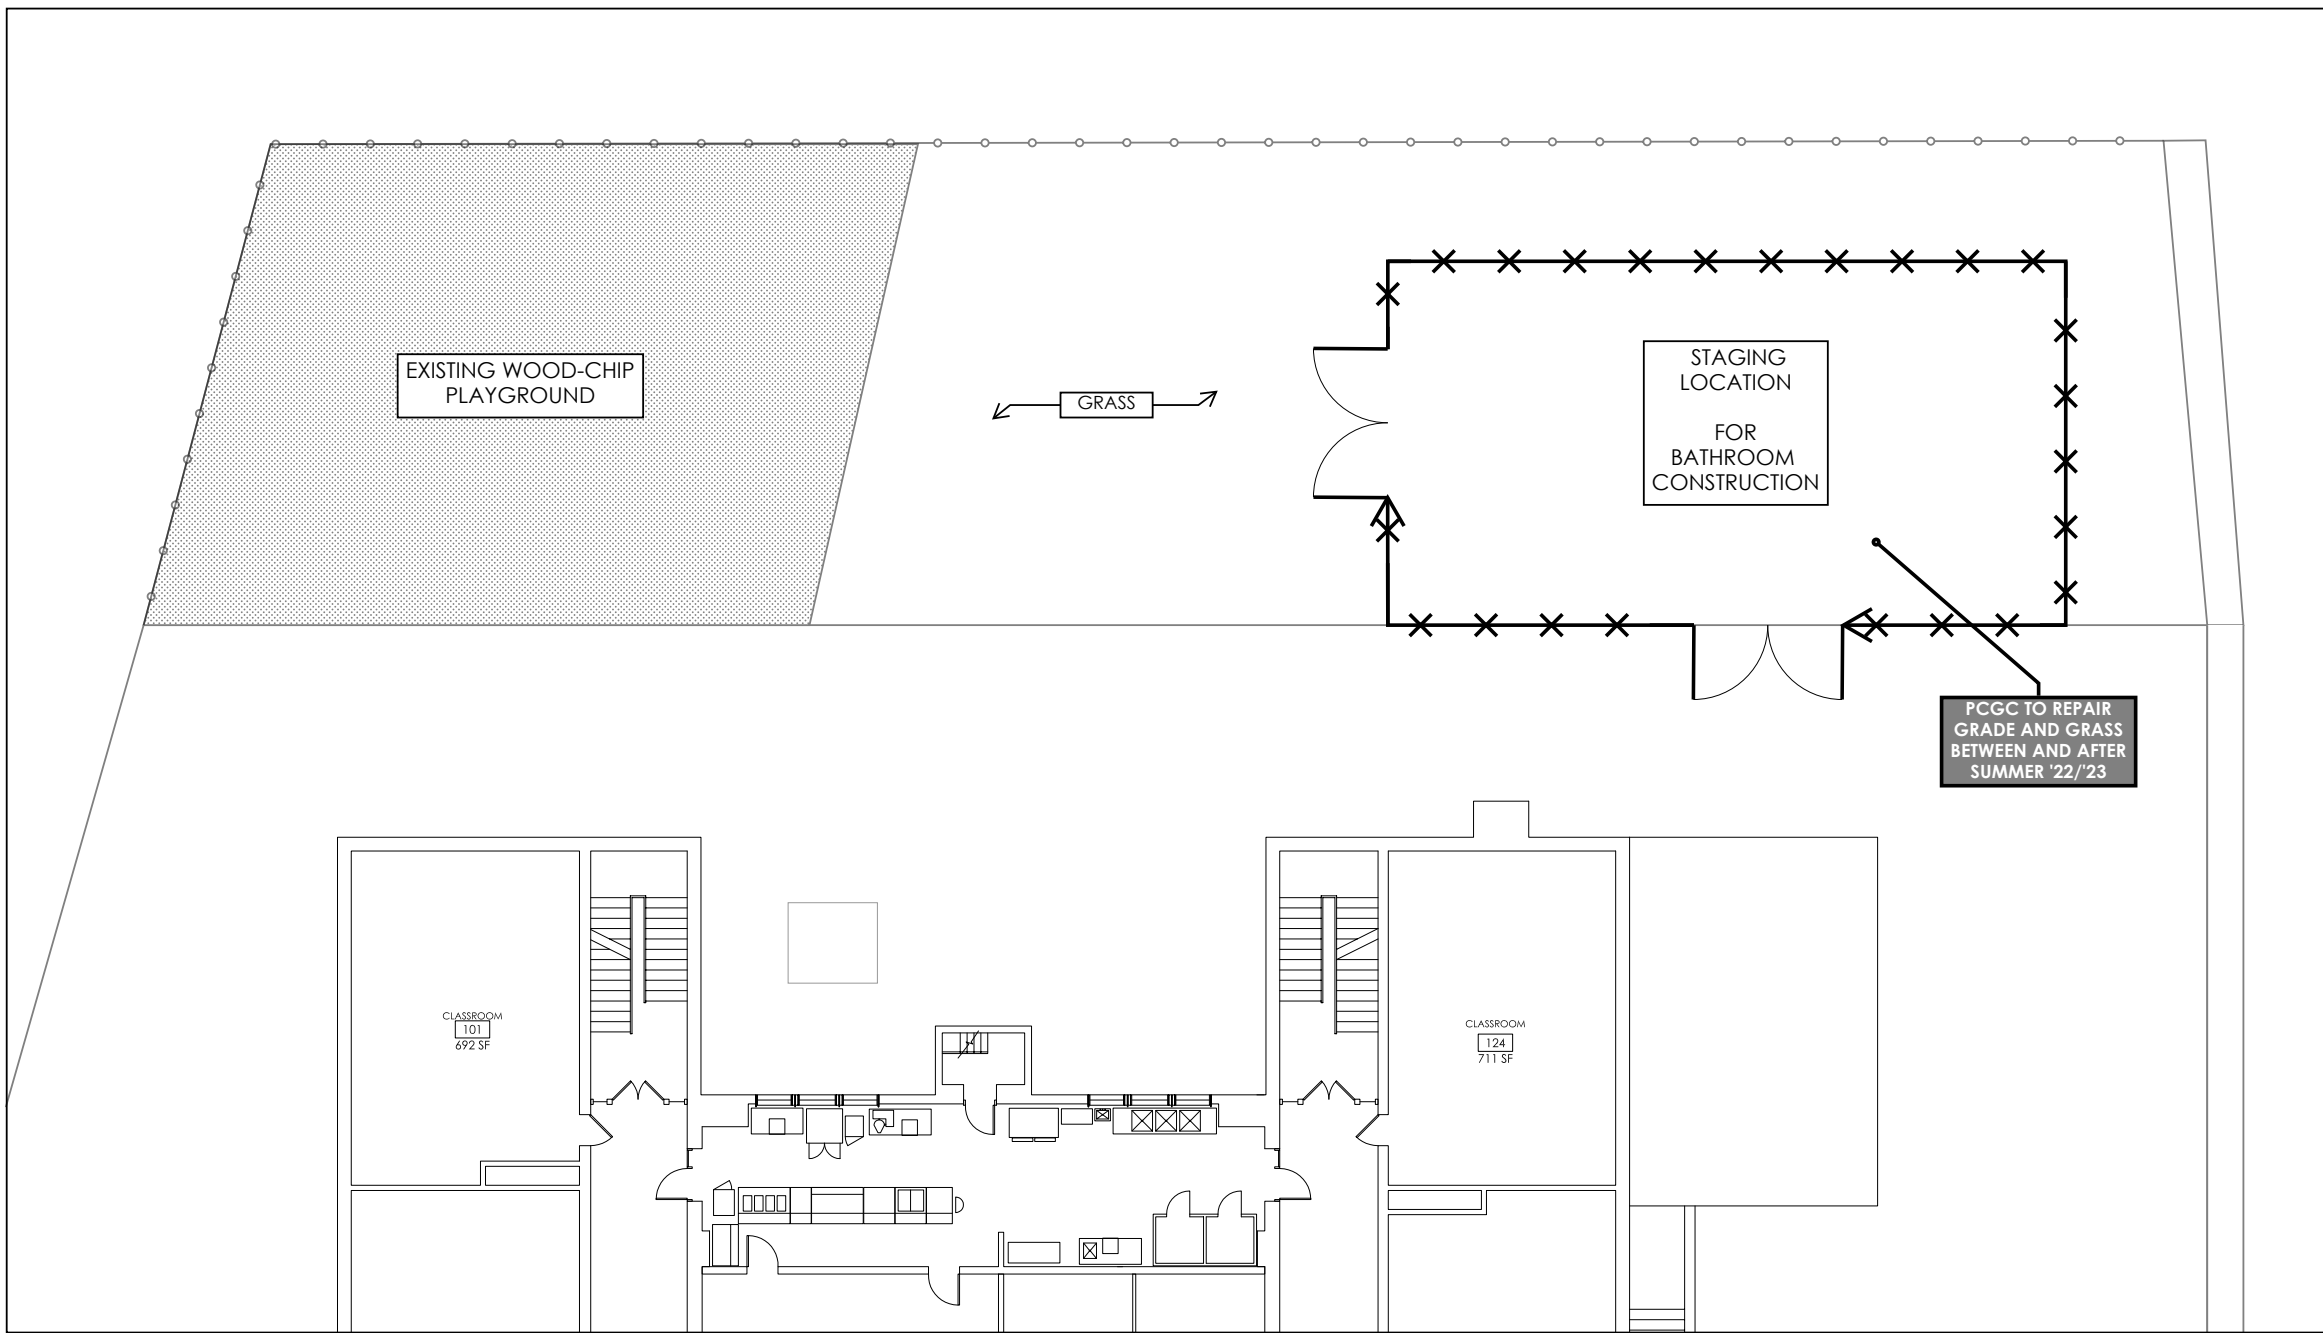 EXISTING WOOD-CHIP
PLAYGROUND
GRASS
STAGING
LOCATION
FOR
BATHROOM
CONSTRUCTION
PCGC TO REPAIR
GRADE AND GRASS
BETWEEN AND AFTER
SUMMER '22/'23
CLASSROOM
101
692 SF
CLASSROOM
124
711 SF